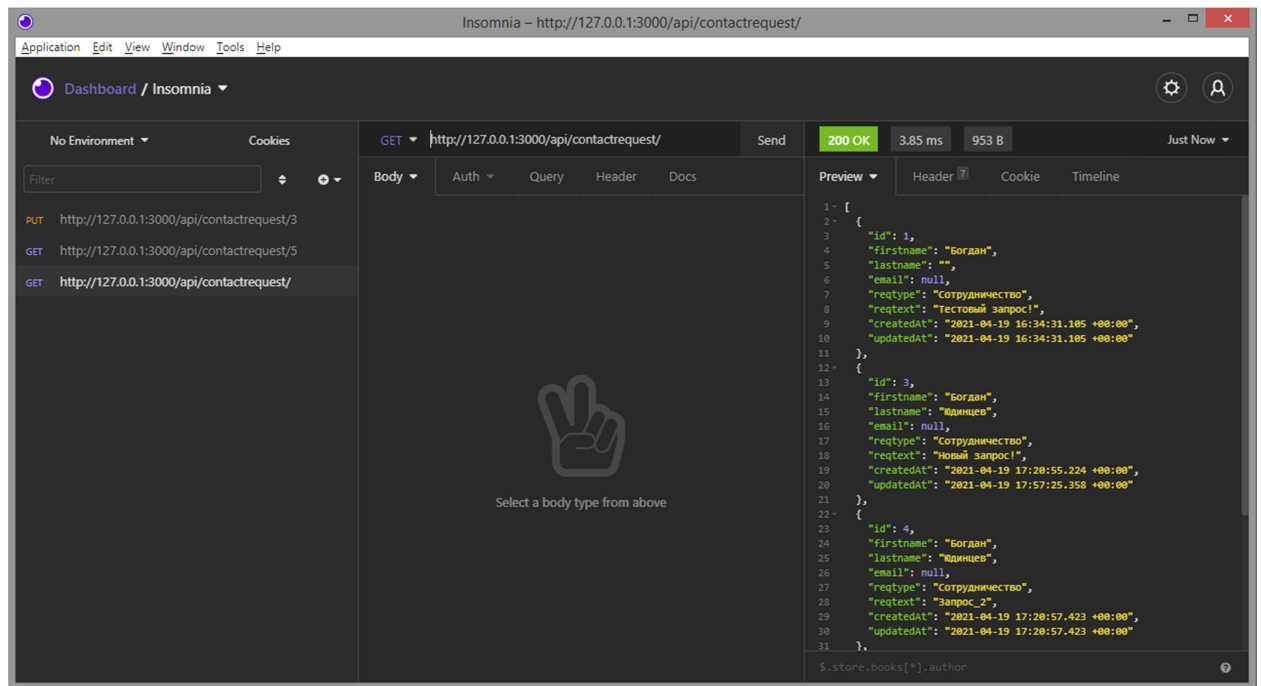 Insomnia – http://127.0.0.1:3000/api/contactrequest/
Application Edit View Window Tools Help
Dashboard / Insomnia
No Environment Cookies
Filter
PUT http://127.0.0.1:3000/api/contactrequest/3
GET http://127.0.0.1:3000/api/contactrequest/5
GET http://127.0.0.1:3000/api/contactrequest/
GET http://127.0.0.1:3000/api/contactrequest/ Send
Body Auth Query Header Docs
Select a body type from above
200 OK 3.85 ms 953 B Just Now
Preview Header 7 Cookie Timeline
1 [
2 {
3 "id": 1,
4 "firstname": "Богдан",
5 "lastname": "",
6 "email": null,
7 "reqtype": "Сотрудничество",
8 "reqtext": "Тестовый запрос!",
9 "createdAt": "2021-04-19 16:34:31.105 +00:00",
10 "updatedAt": "2021-04-19 16:34:31.105 +00:00"
11 },
12 {
13 "id": 3,
14 "firstname": "Богдан",
15 "lastname": "Юдинцев",
16 "email": null,
17 "reqtype": "Сотрудничество",
18 "reqtext": "Новый запрос!",
19 "createdAt": "2021-04-19 17:20:55.224 +00:00",
20 "updatedAt": "2021-04-19 17:57:25.358 +00:00"
21 },
22 {
23 "id": 4,
24 "firstname": "Богдан",
25 "lastname": "Юдинцев",
26 "email": null,
27 "reqtype": "Сотрудничество",
28 "reqtext": "Запрос_2",
29 "createdAt": "2021-04-19 17:20:57.423 +00:00",
30 "updatedAt": "2021-04-19 17:20:57.423 +00:00"
31 },
$.store.books[*].author